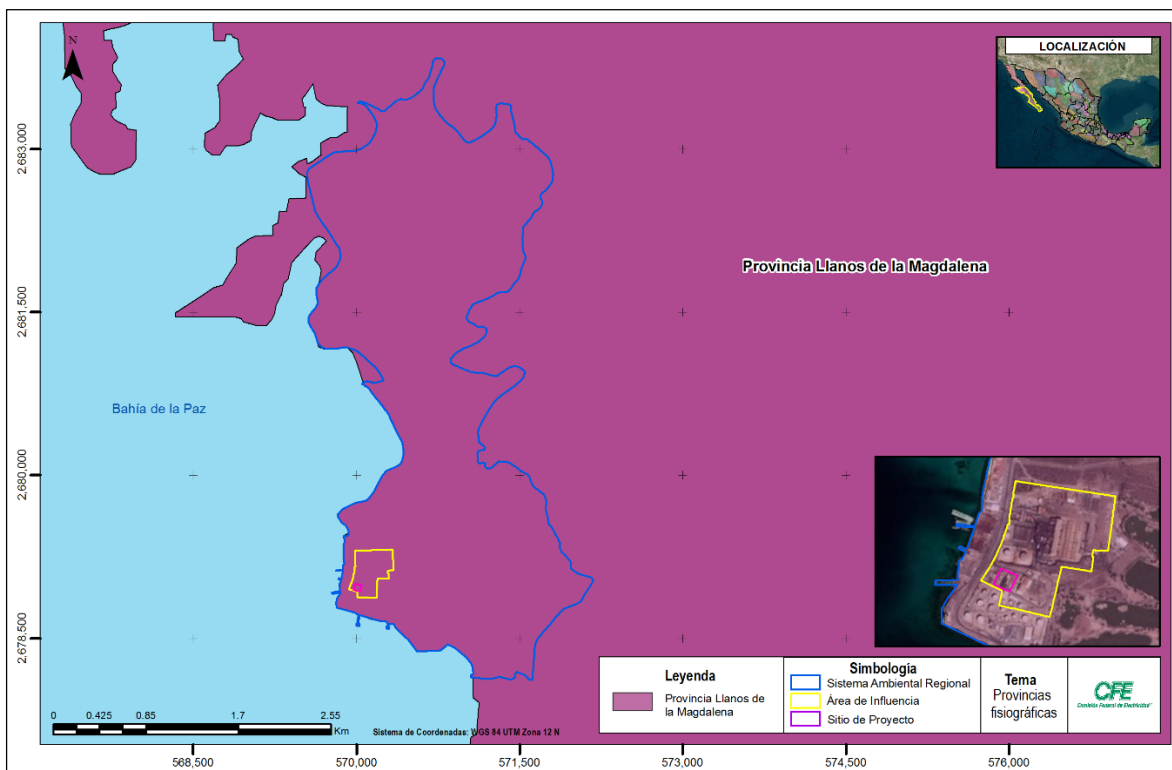 N
LOCALIZACIÓN
2.683,000
2.681,500
2.680,000
2.678,500
Provincia Llanos de la Magdalena
Bahía de la Paz
Leyenda
Provincia Llanos de
la Magdalena
Simbología
Sistema Ambiental Regional
Área de Influencia
Sitio de Proyecto
Tema
Provincias
fisiográficas
CFE
Comisión Federal de Electricidad
0 0.425 0.85 1.7 2.55
Km
Sistema de Coordenadas: WGS 84 UTM Zona 12 N
568,500 570,000 571,500 573,000 574,500 576,000